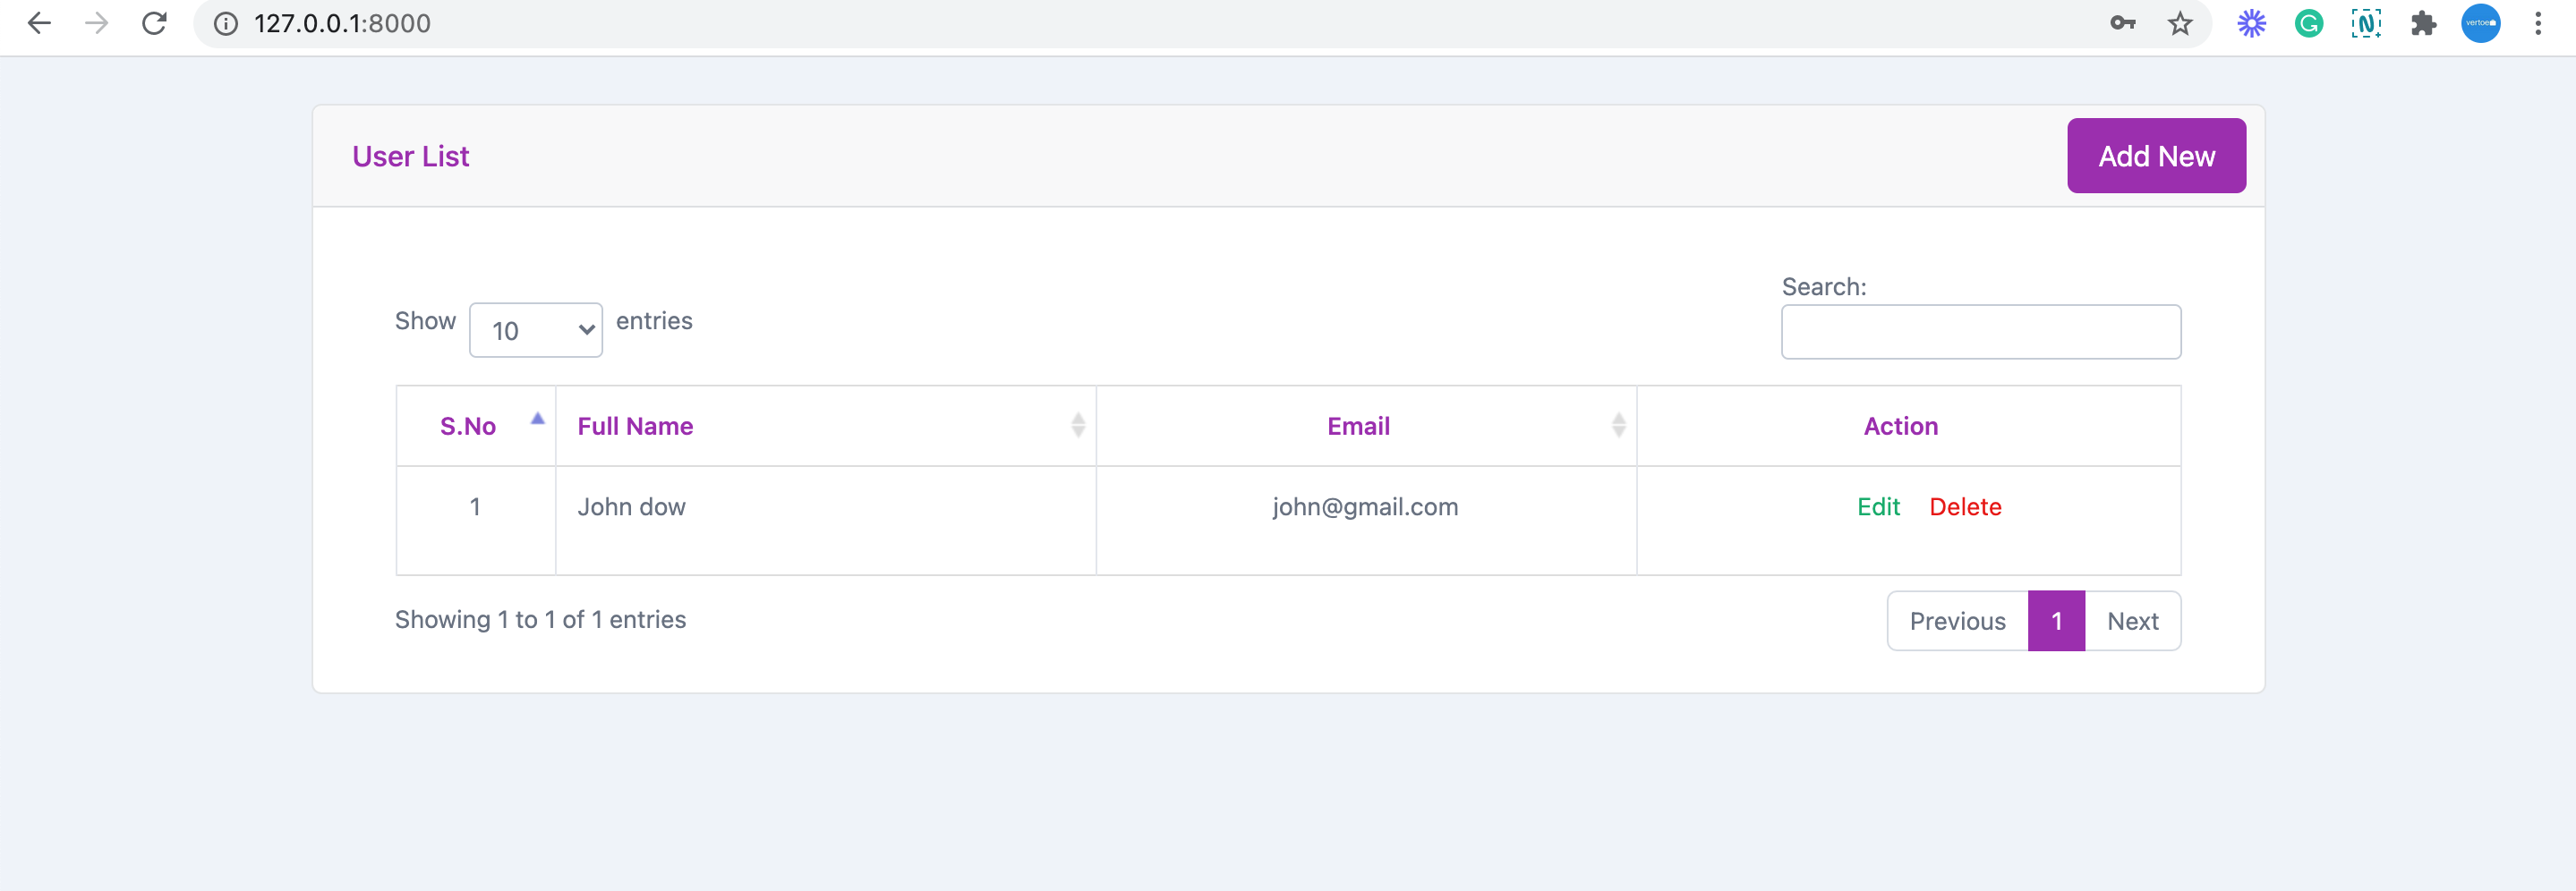 127.0.0.1:8000
vertoe
User List
Add New
Search:
Show 10 entries
S.No Full Name Email Action
1 John dow john@gmail.com Edit Delete
Showing 1 to 1 of 1 entries
Previous 1 Next